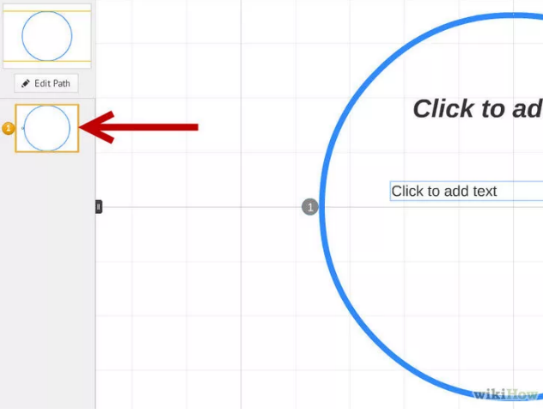 Edit Path
1
Click to ad
Click to add text
1
wikiHow